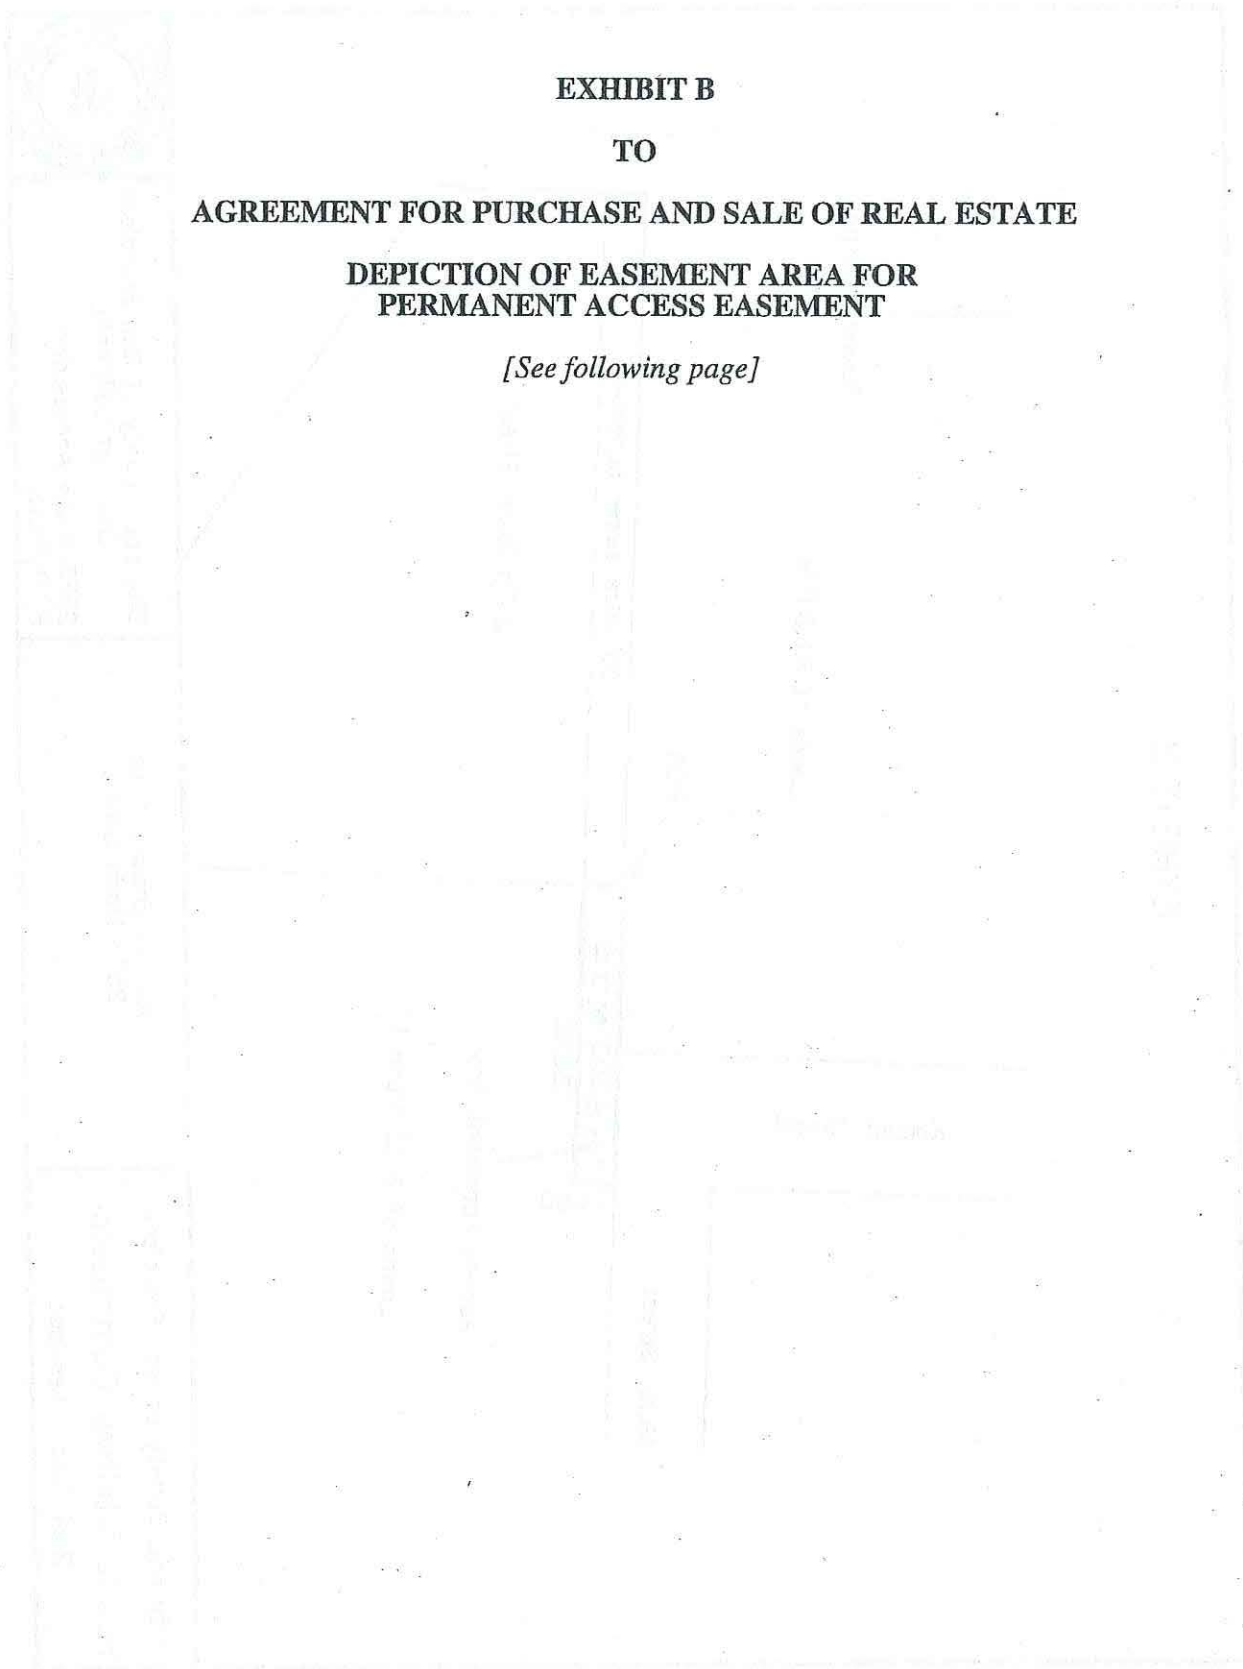 EXHIBIT B
TO
AGREEMENT FOR PURCHASE AND SALE OF REAL ESTATE
DEPICTION OF EASEMENT AREA FOR
PERMANENT ACCESS EASEMENT
[See following page]